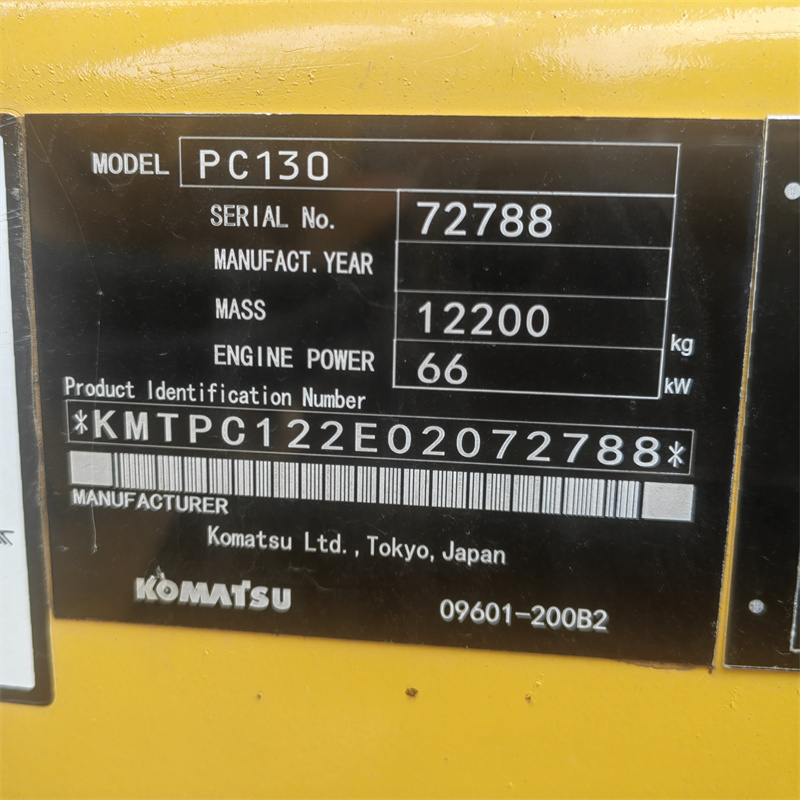 MODEL PC130
SERIAL No. 72788
MANUFACT. YEAR
MASS 12200 kg
ENGINE POWER 66 kW
Product Identification Number
*KMTPC122E02072788*
MANUFACTURER
Komatsu Ltd., Tokyo, Japan
KOMATSU 09601-200B2